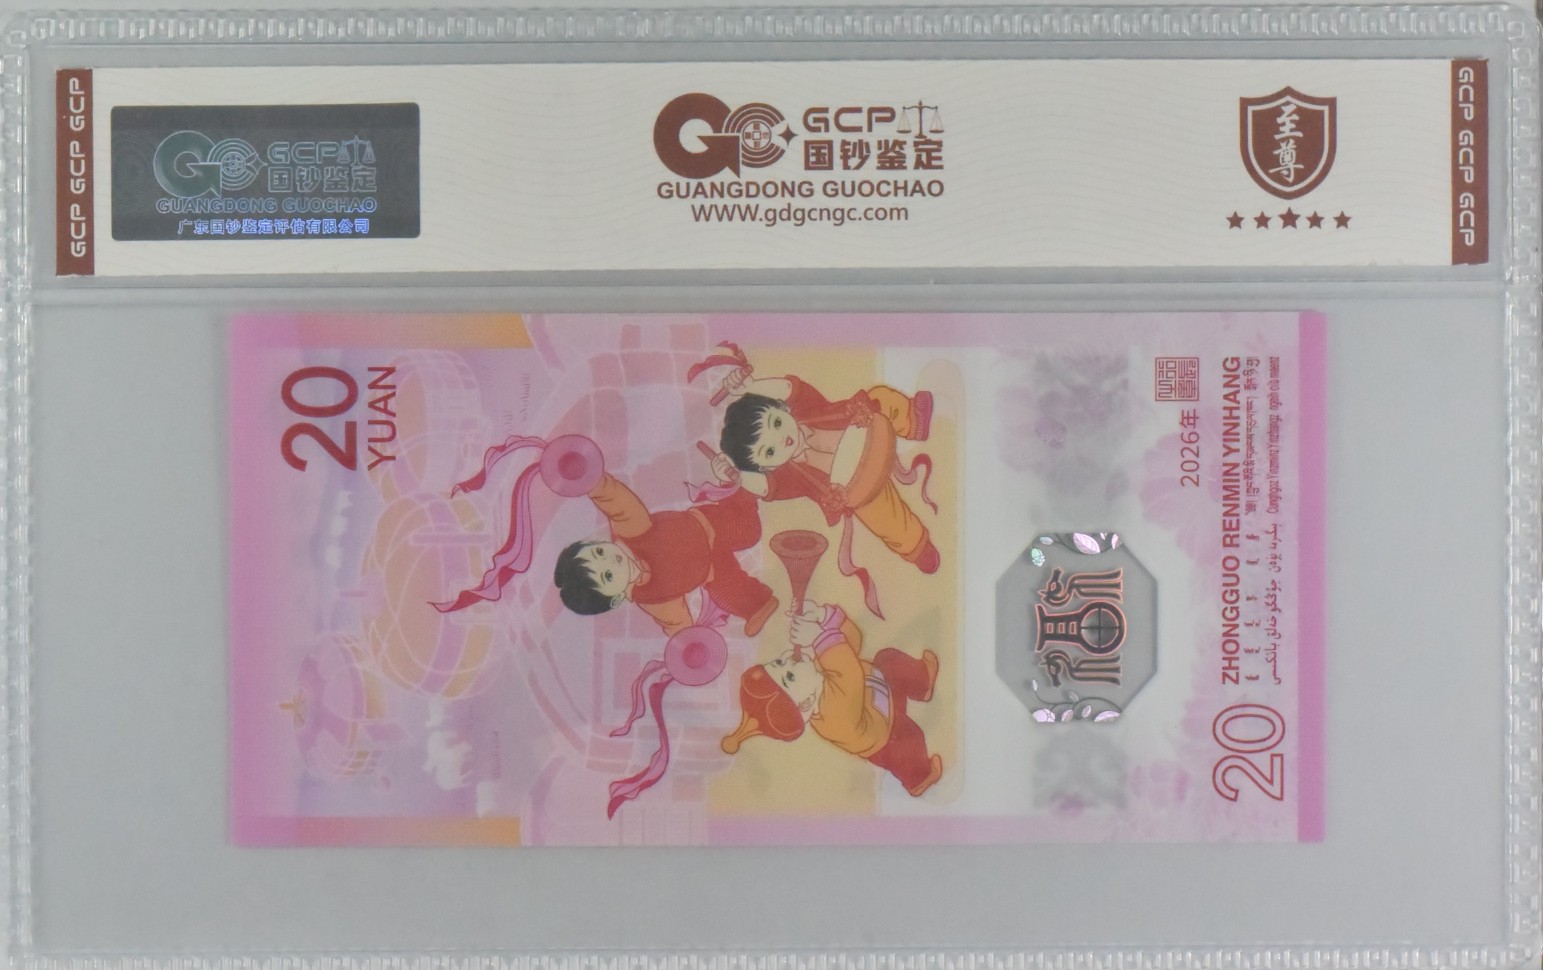 GCP GCP GCP
GCP
国钞鉴定
GUANGDONG GUOCHAO
广东国钞鉴定评估有限公司
GCP
国钞鉴定
GUANGDONG GUOCHAO
WWW.gdgcngc.com
至尊
GCP GCP GCP
20
YUAN
2026年
ZHONGGUO RENMIN YINHANG
20